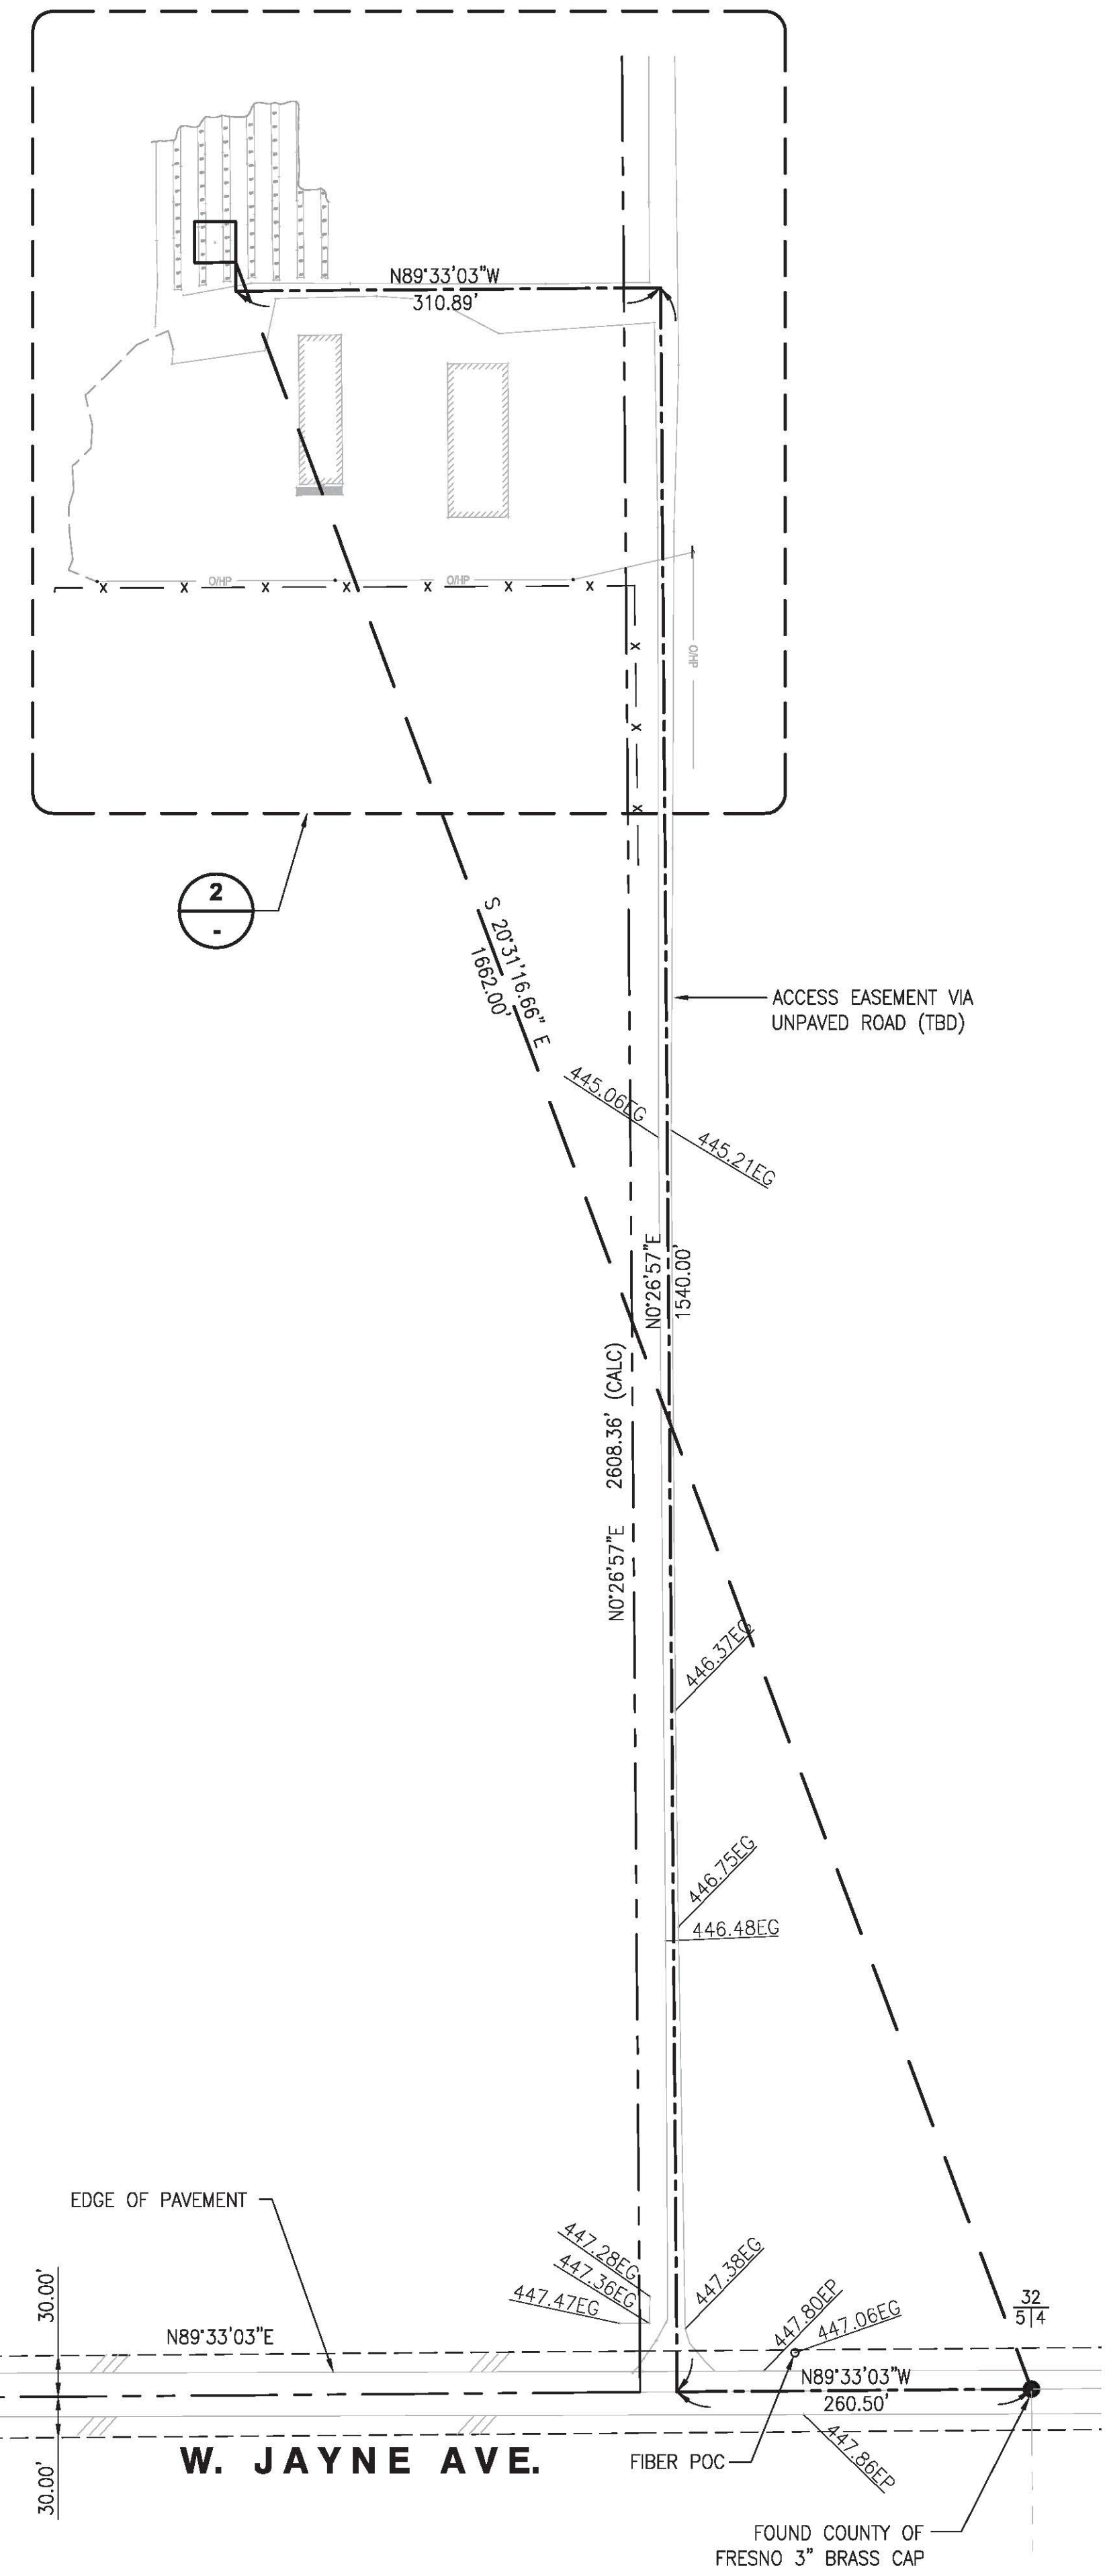 N89°33'03"W
310.89'
O/HP
O/HP
O/HP
X X X X X X X
X
X
X
2
-
S 20°31'16.66" E
1662.00'
ACCESS EASEMENT VIA
UNPAVED ROAD (TBD)
445.06EG
445.21EG
N0°26'57"E
1540.00'
N0°26'57"E 2608.36' (CALC)
446.37EG
446.75EG
446.48EG
EDGE OF PAVEMENT
447.28EG
447.36EG
447.47EG
447.38EG
447.80EP
447.06EG
32
5|4
30.00'
N89°33'03"E
N89°33'03"W
260.50'
30.00'
W. JAYNE AVE.
FIBER POC
447.86EP
FOUND COUNTY OF
FRESNO 3" BRASS CAP